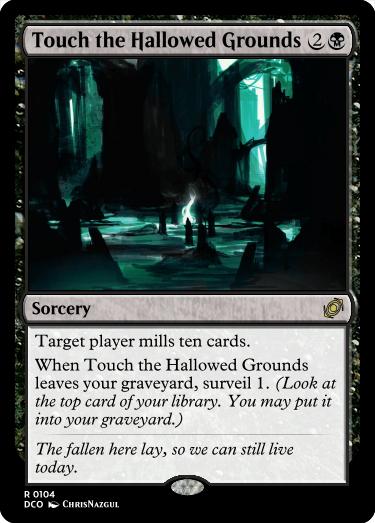 Touch the Hallowed Grounds 2
Sorcery
Target player mills ten cards.
When Touch the Hallowed Grounds
leaves your graveyard, surveil 1. (Look at
the top card of your library. You may put it
into your graveyard.)
The fallen here lay, so we can still live
today.
R 0104
DCO ChrisNazgul